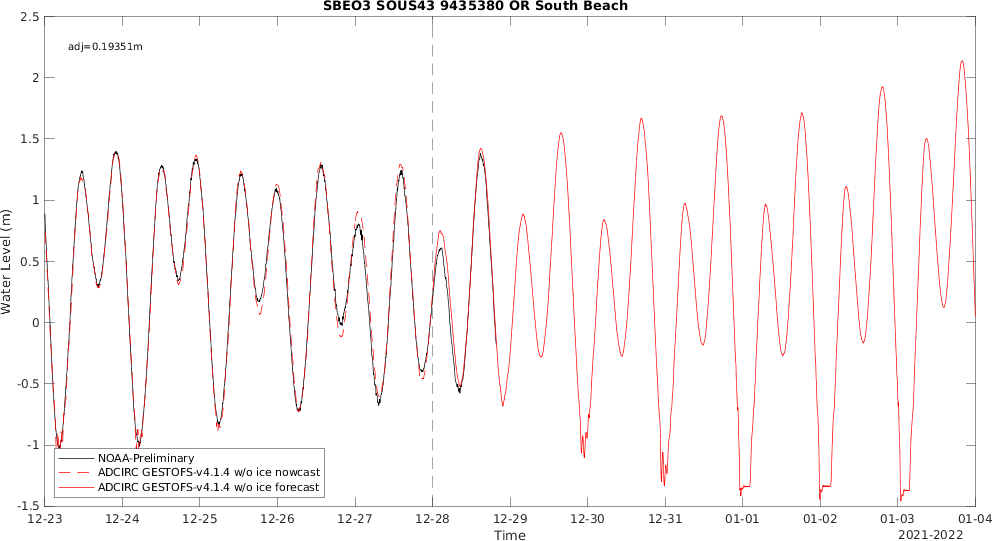 SBEO3 SOUS43 9435380 OR South Beach
adj=0.19351m
Water Level (m)
2.5
2
1.5
1
0.5
0
-0.5
-1
-1.5
NOAA-Preliminary
ADCIRC GESTOFS-v4.1.4 w/o ice nowcast
ADCIRC GESTOFS-v4.1.4 w/o ice forecast
12-23 12-24 12-25 12-26 12-27 12-28 12-29 12-30 12-31 01-01 01-02 01-03 01-04
Time
2021-2022